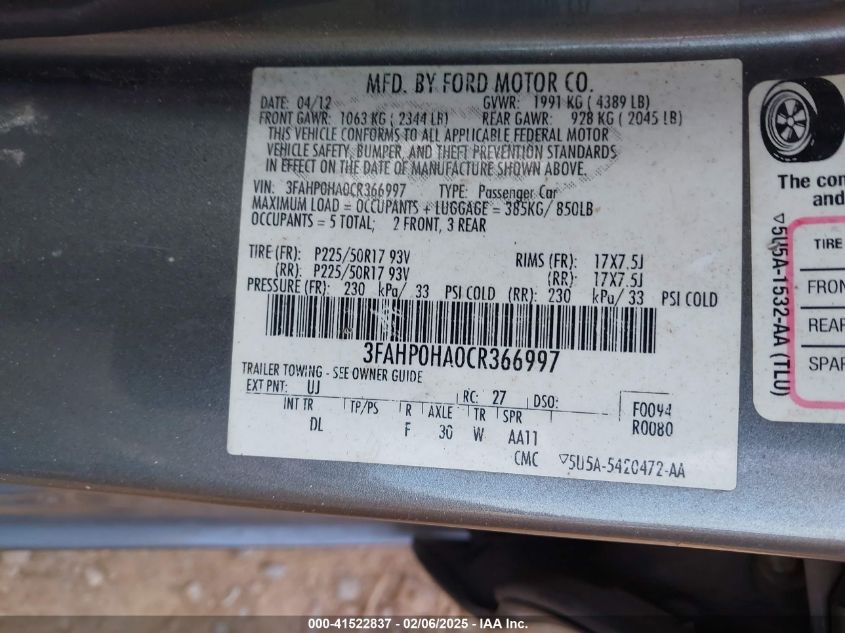 MFD. BY FORD MOTOR CO.
DATE: 04/12 GVWR: 1991 KG ( 4389 LB)
FRONT GAWR: 1063 KG ( 2344 LB) REAR GAWR: 928 KG ( 2045 LB)
THIS VEHICLE CONFORMS TO ALL APPLICABLE FEDERAL MOTOR
VEHICLE SAFETY, BUMPER, AND THEFT PREVENTION STANDARDS
IN EFFECT ON THE DATE OF MANUFACTURE SHOWN ABOVE.
VIN: 3FAHP0HA0CR366997 TYPE: Passenger Car
MAXIMUM LOAD = OCCUPANTS + LUGGAGE = 385KG/ 850LB
OCCUPANTS = 5 TOTAL; 2 FRONT, 3 REAR
TIRE (FR): P225/50R17 93V RIMS (FR): 17X7.5J
(RR): P225/50R17 93V (RR): 17X7.5J
PRESSURE (FR): 230 kPa/ 33 PSI COLD (RR): 230 kPa/ 33 PSI COLD
3FAHP0HA0CR366997
TRAILER TOWING - SEE OWNER GUIDE
EXT PNT: UJ RC: 27 DSO:
INT TR TP/PS R AXLE TR SPR F0094
DL F 30 W AA11 R0080
CMC ▽5U5A-5420472-AA
The com
and
▽5U5A-1532-AA (TLU)
TIRE
FRON
REAR
SPAR
000-41522837 - 02/06/2025 - IAAI.com